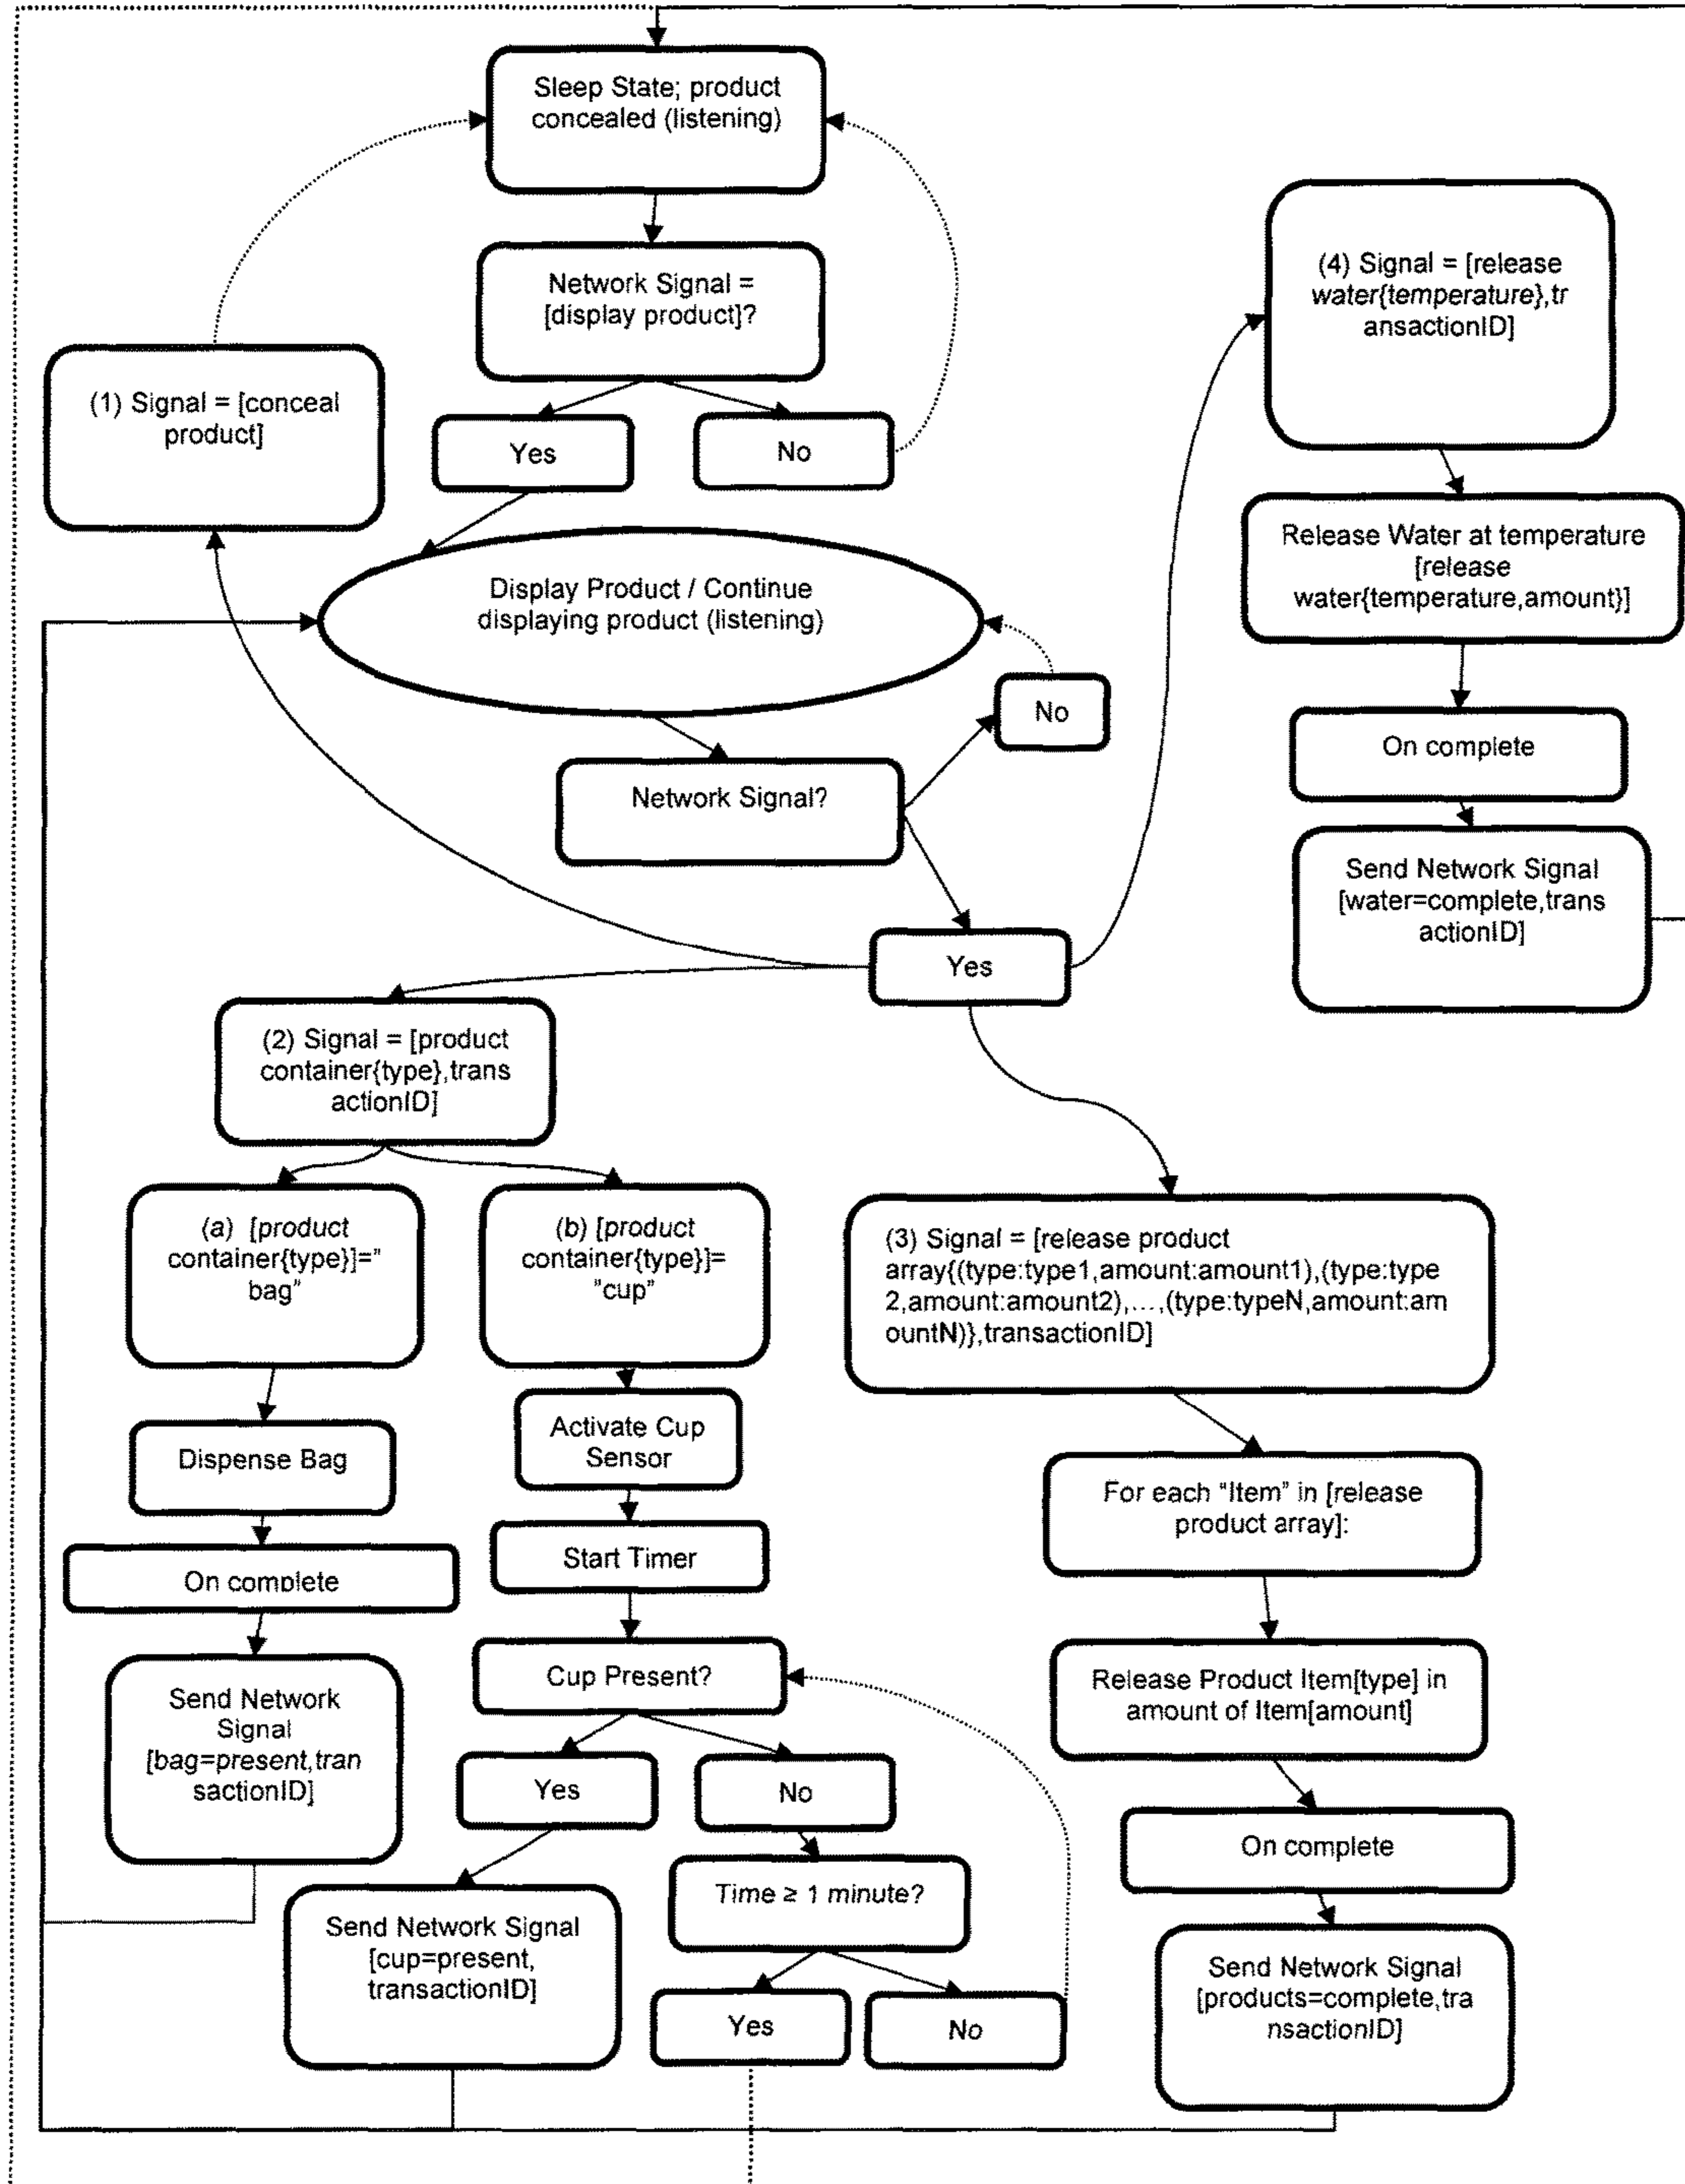 Sleep State; product
concealed (listening)
Network Signal =
[display product]?
(1) Signal = [conceal
product]
Yes
No
(4) Signal = [release
water{temperature},tr
ansactionID]
Release Water at temperature
[release
water{temperature,amount}]
On complete
Send Network Signal
[water=complete,trans
actionID]
Display Product / Continue
displaying product (listening)
No
Network Signal?
Yes
(2) Signal = [product
container{type},trans
actionID]
(a) [product
container{type}]="
bag"
Dispense Bag
On complete
Send Network
Signal
[bag=present,tran
sactionID]
(b) [product
container{type}]=
"cup"
Activate Cup
Sensor
Start Timer
Cup Present?
Yes
No
Send Network Signal
[cup=present,
transactionID]
Time ≥ 1 minute?
Yes
No
(3) Signal = [release product
array{(type:type1,amount:amount1),(type:type
2,amount:amount2),...,(type:typeN,amount:am
ountN)},transactionID]
For each "Item" in [release
product array]:
Release Product Item[type] in
amount of Item[amount]
On complete
Send Network Signal
[products=complete,tra
nsactionID]